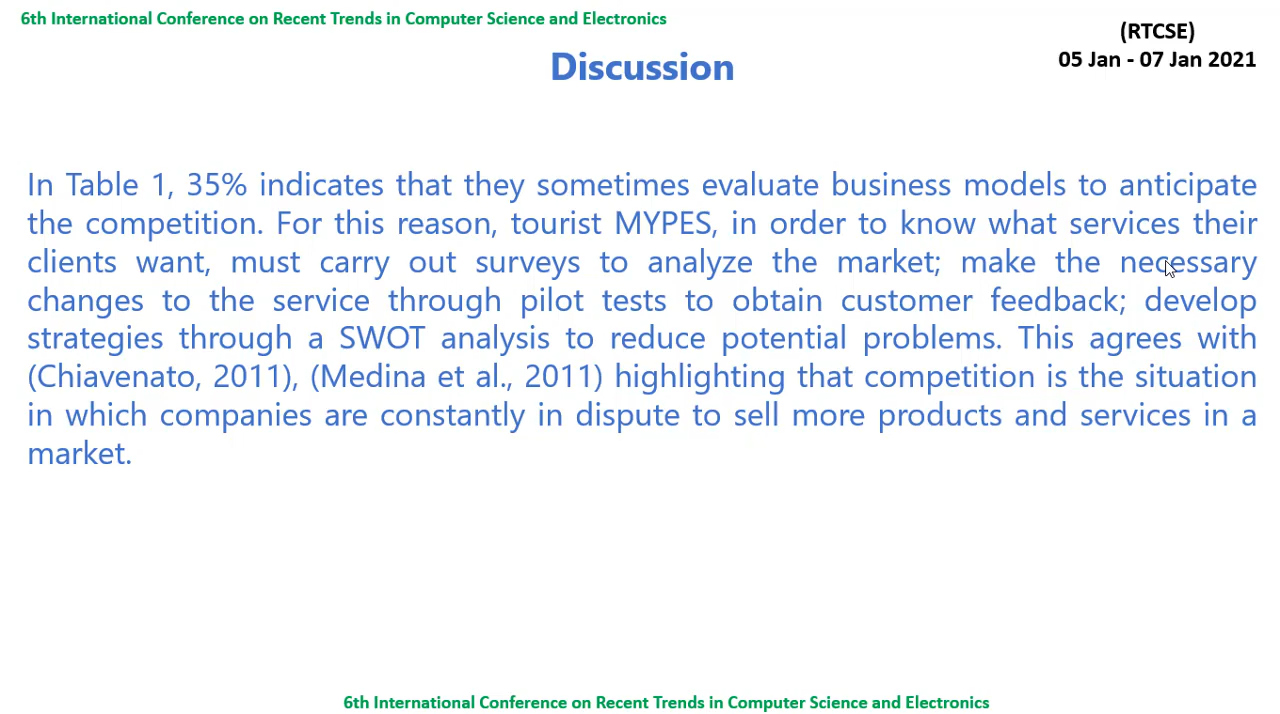 6th International Conference on Recent Trends in Computer Science and Electronics
(RTCSE)
05 Jan - 07 Jan 2021
Discussion
In Table 1, 35% indicates that they sometimes evaluate business models to anticipate
the competition. For this reason, tourist MYPES, in order to know what services their
clients want, must carry out surveys to analyze the market; make the necessary
changes to the service through pilot tests to obtain customer feedback; develop
strategies through a SWOT analysis to reduce potential problems. This agrees with
(Chiavenato, 2011), (Medina et al., 2011) highlighting that competition is the situation
in which companies are constantly in dispute to sell more products and services in a
market.
6th International Conference on Recent Trends in Computer Science and Electronics